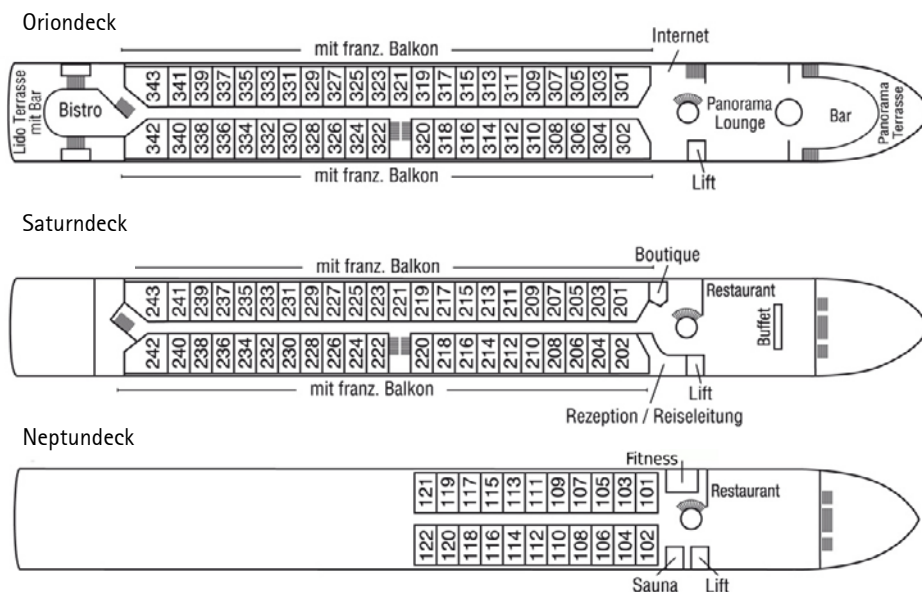 Oriondeck
mit franz. Balkon
Internet
343 341 339 337 335 333 331 329 327 325 323 321 319 317 315 313 311 309 307 305 303 301
Lido Terrasse
mit Bar
Bistro
Panorama
Lounge
Bar
Panorama
Terrasse
342 340 338 336 334 332 330 328 326 324 322 320 318 316 314 312 310 308 306 304 302
mit franz. Balkon
Lift
Saturndeck
mit franz. Balkon
Boutique
243 241 239 237 235 233 231 229 227 225 223 221 219 217 215 213 211 209 207 205 203 201
Restaurant
Buffet
242 240 238 236 234 232 230 228 226 224 222 220 218 216 214 212 210 208 206 204 202
mit franz. Balkon
Lift
Rezeption / Reiseleitung
Neptundeck
Fitness
121 119 117 115 113 111 109 107 105 103 101
Restaurant
122 120 118 116 114 112 110 108 106 104 102
Sauna
Lift